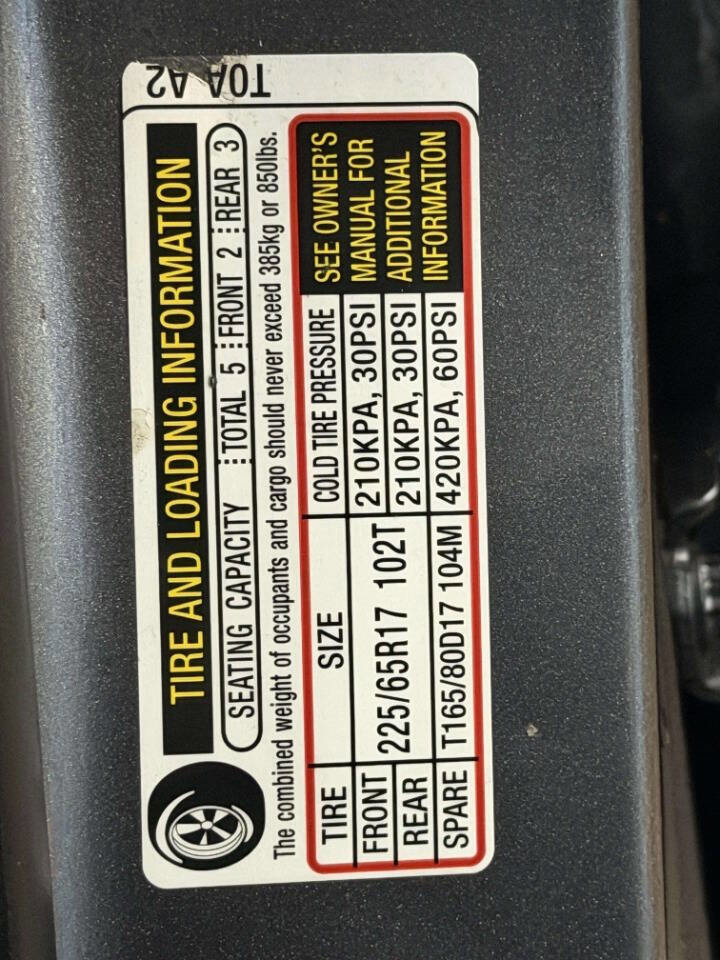 TIRE AND LOADING INFORMATION
SEATING CAPACITY TOTAL 5 FRONT 2 REAR 3
The combined weight of occupants and cargo should never exceed 385kg or 850lbs.
TIRE SIZE COLD TIRE PRESSURE
FRONT 225/65R17 102T 210KPA, 30PSI
REAR 210KPA, 30PSI
SPARE T165/80D17 104M 420KPA, 60PSI
SEE OWNER'S
MANUAL FOR
ADDITIONAL
INFORMATION
T0A A2